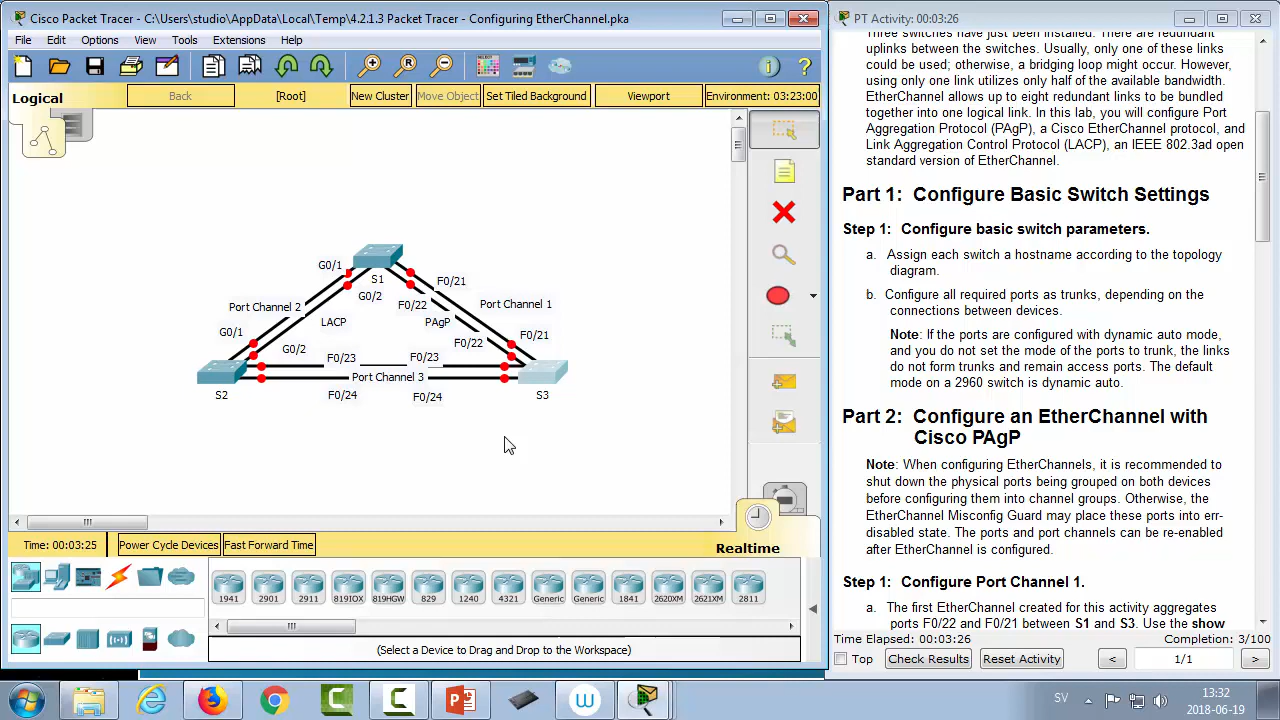 Cisco Packet Tracer - C:\Users\studio\AppData\Local\Temp\4.2.1.3 Packet Tracer - Configuring EtherChannel.pka
File Edit Options View Tools Extensions Help
Logical Back [Root] New Cluster Move Object Set Tiled Background Viewport Environment: 03:23:00
S1
G0/1
G0/2
F0/21
F0/22
Port Channel 2
LACP
PAgP
Port Channel 1
G0/1
G0/2
F0/22
F0/21
F0/23
F0/23
Port Channel 3
S2
S3
F0/24
F0/24
Time: 00:03:25 Power Cycle Devices Fast Forward Time
Realtime
1941 2901 2911 819IOX 819HGW 829 1240 4321 Generic Generic 1841 2620XM 2621XM 2811
(Select a Device to Drag and Drop to the Workspace)
PT Activity: 00:03:26
Three switches have just been installed. There are redundant
uplinks between the switches. Usually, only one of these links
could be used; otherwise, a bridging loop might occur. However,
using only one link utilizes only half of the available bandwidth.
EtherChannel allows up to eight redundant links to be bundled
together into one logical link. In this lab, you will configure Port
Aggregation Protocol (PAgP), a Cisco EtherChannel protocol, and
Link Aggregation Control Protocol (LACP), an IEEE 802.3ad open
standard version of EtherChannel.
Part 1: Configure Basic Switch Settings
Step 1: Configure basic switch parameters.
a. Assign each switch a hostname according to the topology
diagram.
b. Configure all required ports as trunks, depending on the
connections between devices.
Note: If the ports are configured with dynamic auto mode,
and you do not set the mode of the ports to trunk, the links
do not form trunks and remain access ports. The default
mode on a 2960 switch is dynamic auto.
Part 2: Configure an EtherChannel with
Cisco PAgP
Note: When configuring EtherChannels, it is recommended to
shut down the physical ports being grouped on both devices
before configuring them into channel groups. Otherwise, the
EtherChannel Misconfig Guard may place these ports into err-
disabled state. The ports and port channels can be re-enabled
after EtherChannel is configured.
Step 1: Configure Port Channel 1.
a. The first EtherChannel created for this activity aggregates
ports F0/22 and F0/21 between S1 and S3. Use the show
Time Elapsed: 00:03:26 Completion: 3/100
Top Check Results Reset Activity < 1/1 >
SV
13:32
2018-06-19